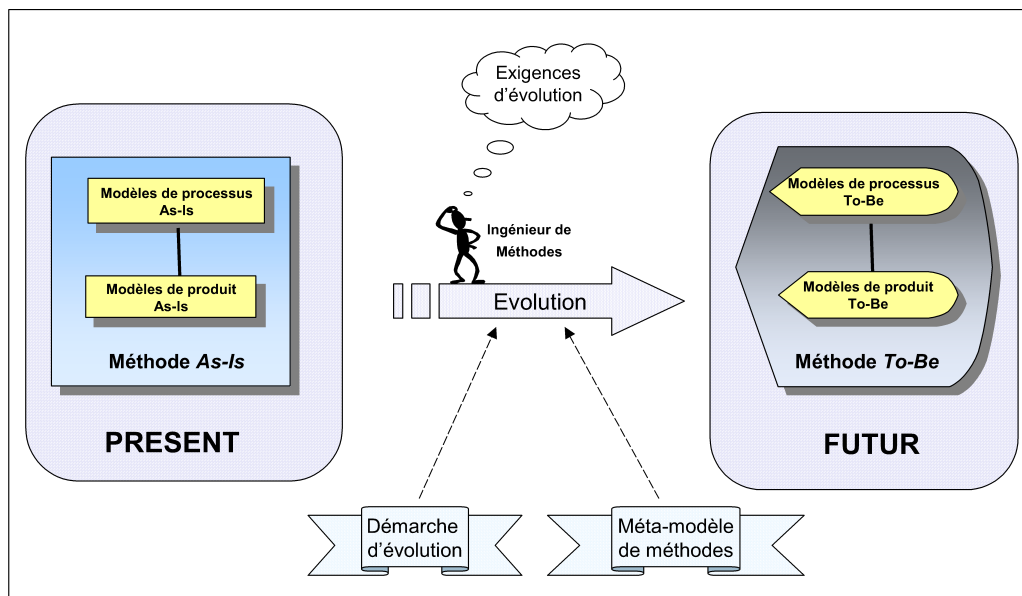 Exigences
d'évolution
Modèles de processus
As-Is
Modèles de produit
As-Is
Méthode As-Is
PRESENT
Ingénieur de
Méthodes
Evolution
Modèles de processus
To-Be
Modèles de produit
To-Be
Méthode To-Be
FUTUR
Démarche
d'évolution
Méta-modèle
de méthodes